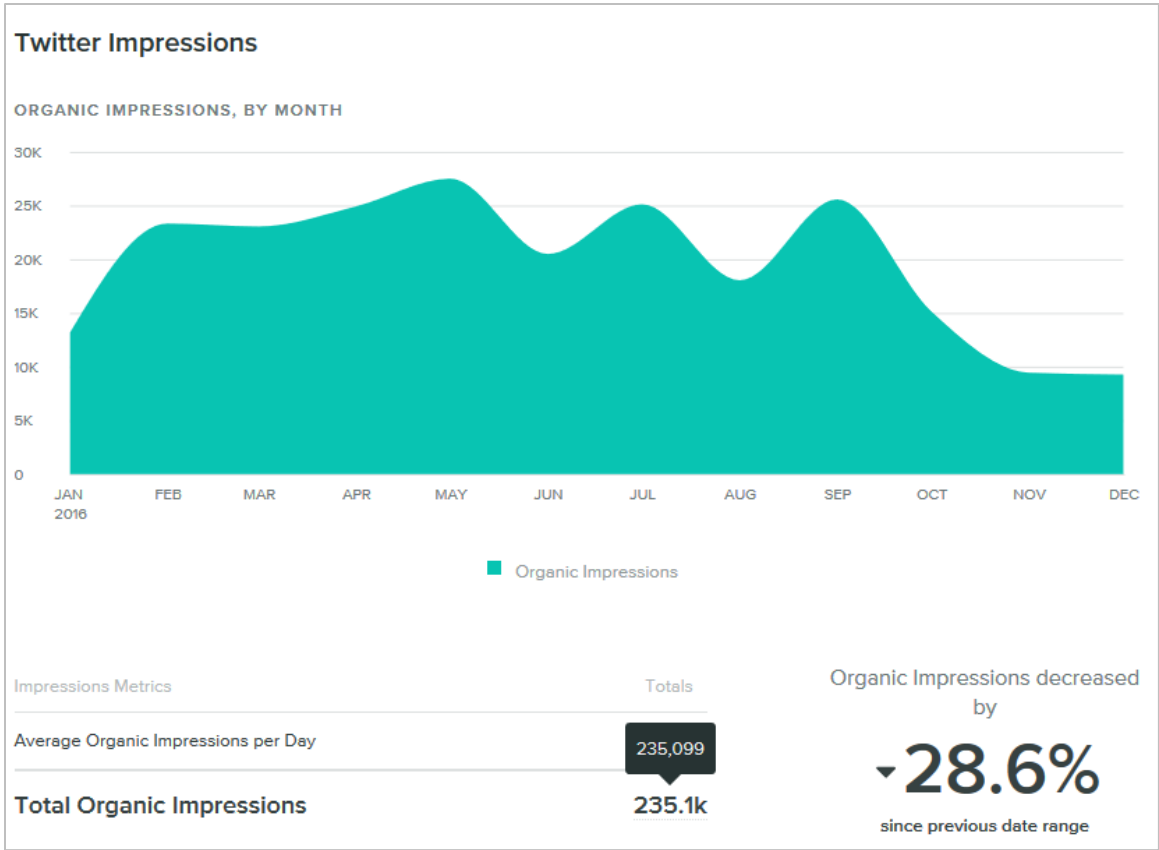 Twitter Impressions
ORGANIC IMPRESSIONS, BY MONTH
30K
25K
20K
15K
10K
5K
0
JAN FEB MAR APR MAY JUN JUL AUG SEP OCT NOV DEC
2016
Organic Impressions
Impressions Metrics Totals
Average Organic Impressions per Day
235,099
Total Organic Impressions 235.1k
Organic Impressions decreased
by
28.6%
since previous date range